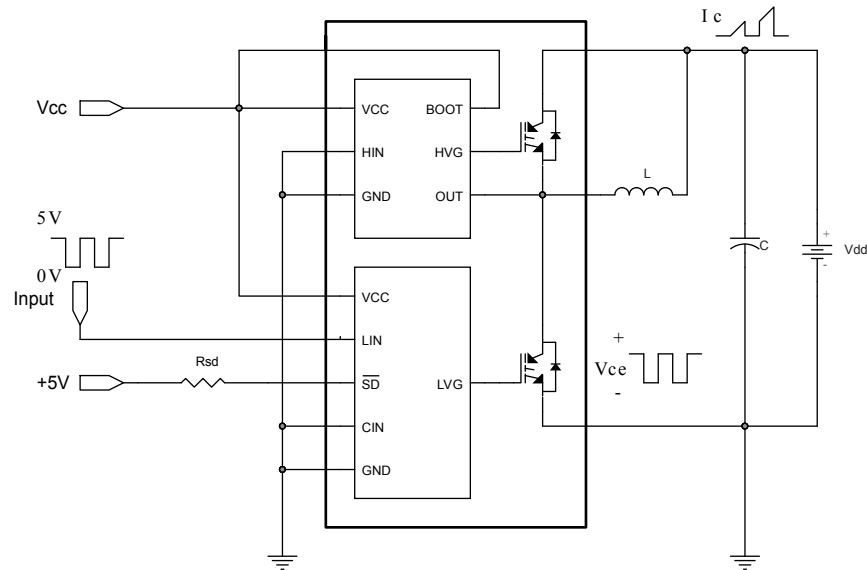 I c
Vcc
VCC BOOT
HIN HVG
GND OUT
L
5V
0V
Input
C
+
Vdd
-
VCC
LIN
Rsd
+5V
SD LVG
CIN
GND
+
Vce
-